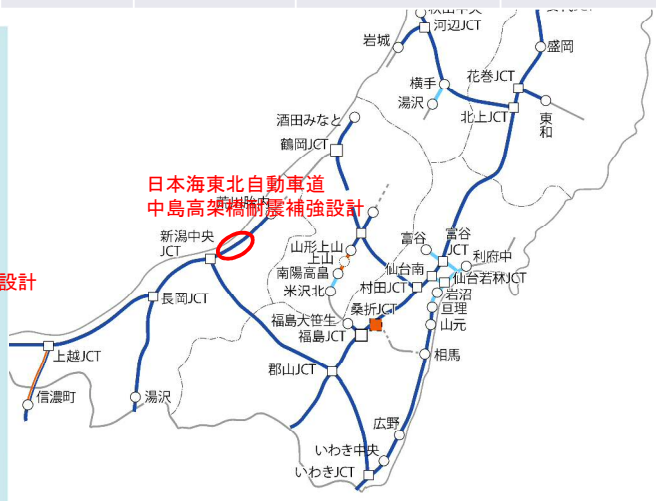 河辺JCT
岩城
盛岡
横手
花巻JCT
湯沢
北上JCT
東和
酒田みなと
鶴岡JCT
日本海東北自動車道
中島高架橋耐震補強設計
新潟中央
JCT
山形上山
上山
南陽高畠
米沢北
富谷
富谷
JCT
利府中
仙台南
仙台若林JCT
村田JCT
岩沼
亘理
山元
設計
長岡JCT
桑折JCT
福島大笹生
福島JCT
相馬
上越JCT
郡山JCT
信濃町
湯沢
広野
いわき中央
いわきJCT